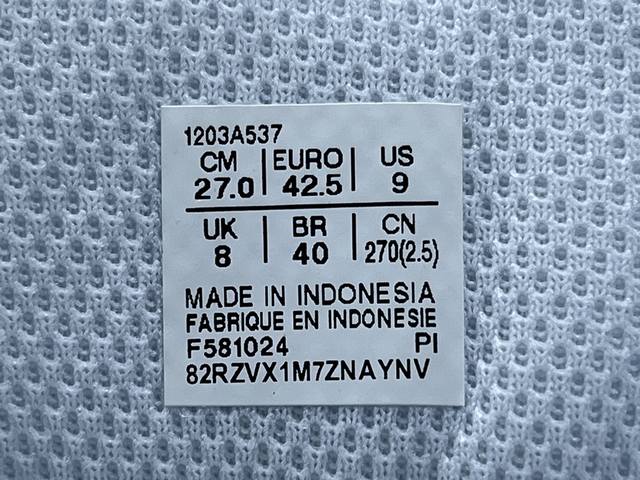 1203A537
CM | EURO | US
27.0 | 42.5 | 9
UK | BR | CN
8 | 40 | 270(2.5)
MADE IN INDONESIA
FABRIQUE EN INDONESIE
F581024 PI
82RZVX1M7ZNAYNV